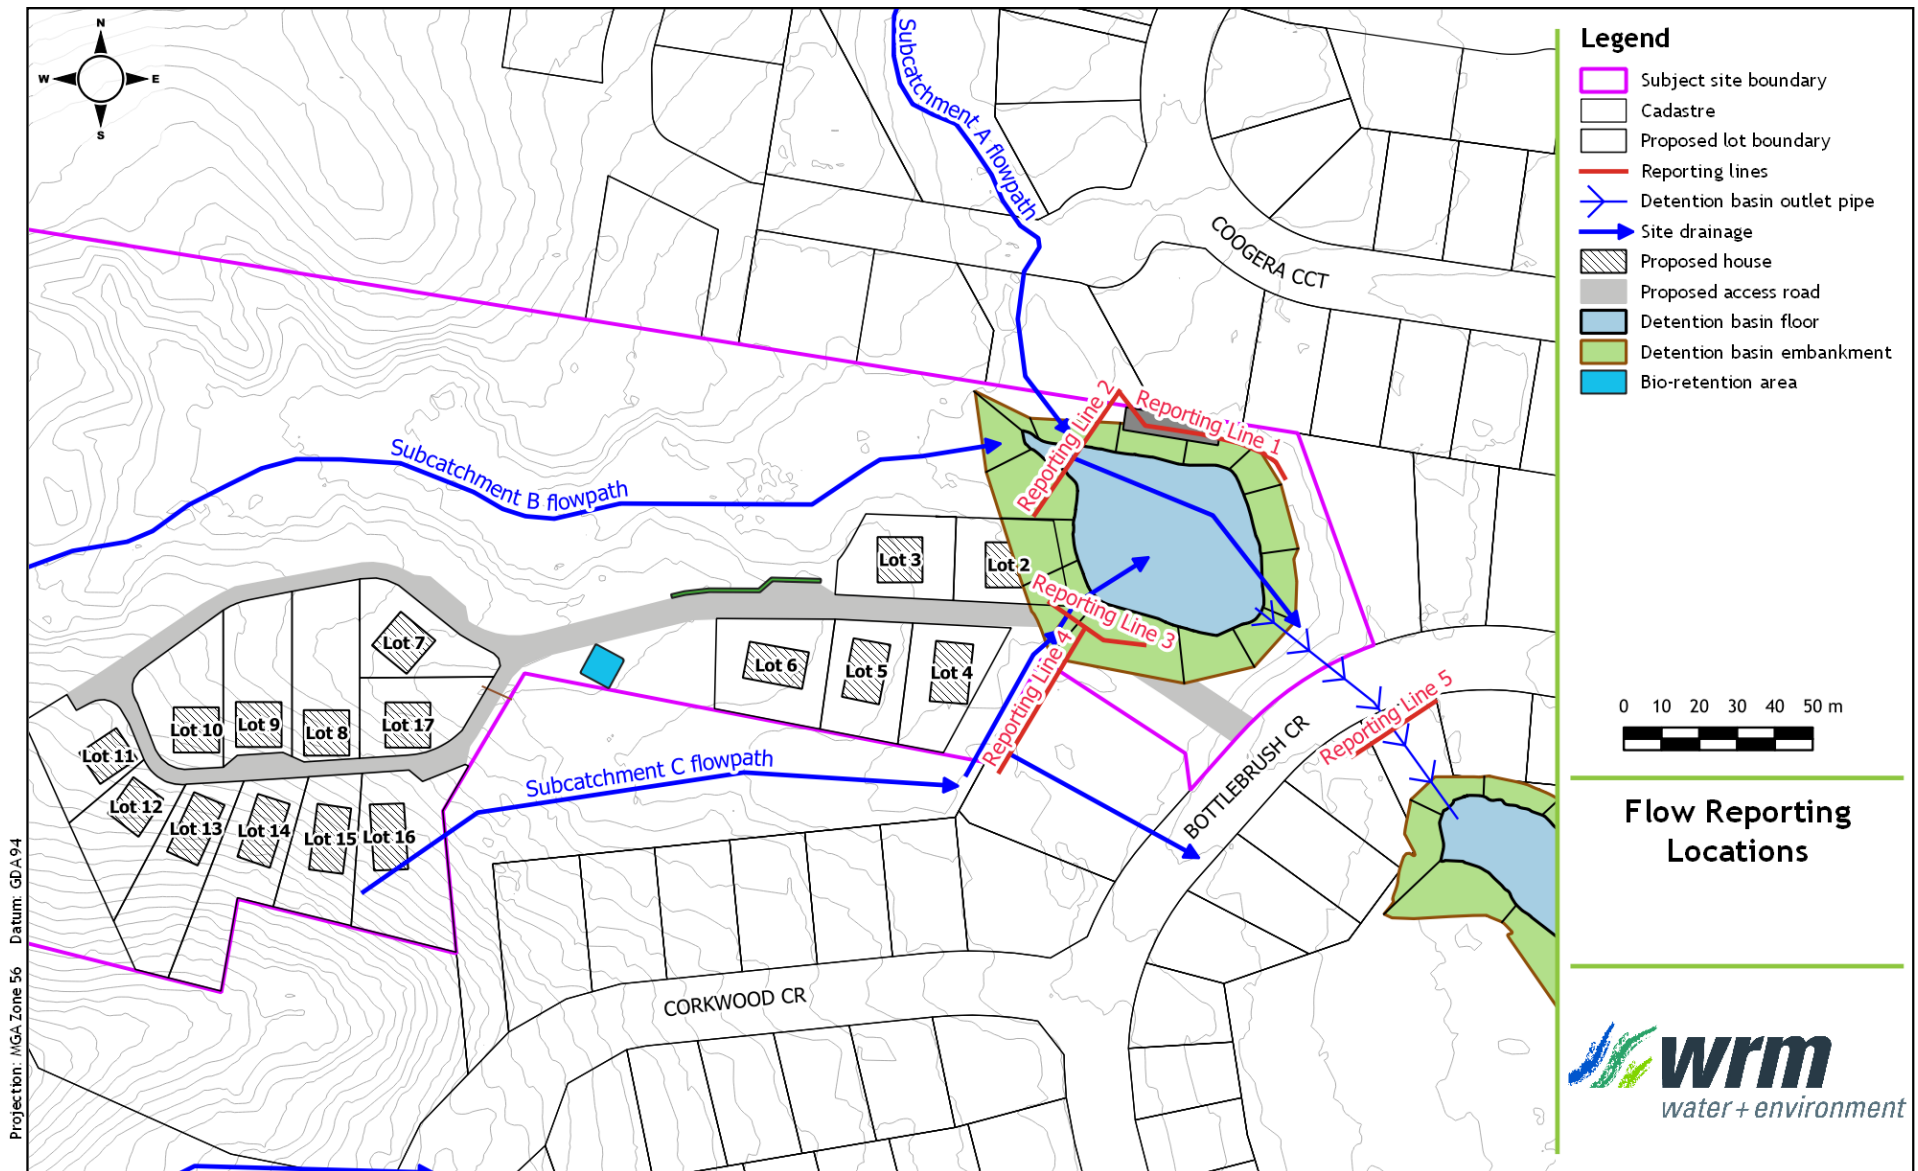 N
W
E
S
Subcatchment A flowpath
COOGERA CCT
Reporting Line 2
Reporting Line 1
Subcatchment B flowpath
Lot 3
Lot 2
Reporting Line 3
Lot 7
Lot 6
Lot 5
Lot 4
Reporting Line 4
Lot 10
Lot 9
Lot 8
Lot 17
Reporting Line 5
Lot 11
Subcatchment C flowpath
BOTTLEBRUSH CR
Lot 12
Lot 13
Lot 14
Lot 15
Lot 16
CORKWOOD CR
Projection: MGA Zone 56 Datum: GDA94
Legend
Subject site boundary
Cadastre
Proposed lot boundary
Reporting lines
Detention basin outlet pipe
Site drainage
Proposed house
Proposed access road
Detention basin floor
Detention basin embankment
Bio-retention area
0 10 20 30 40 50 m
Flow Reporting
Locations
wrm
water + environment